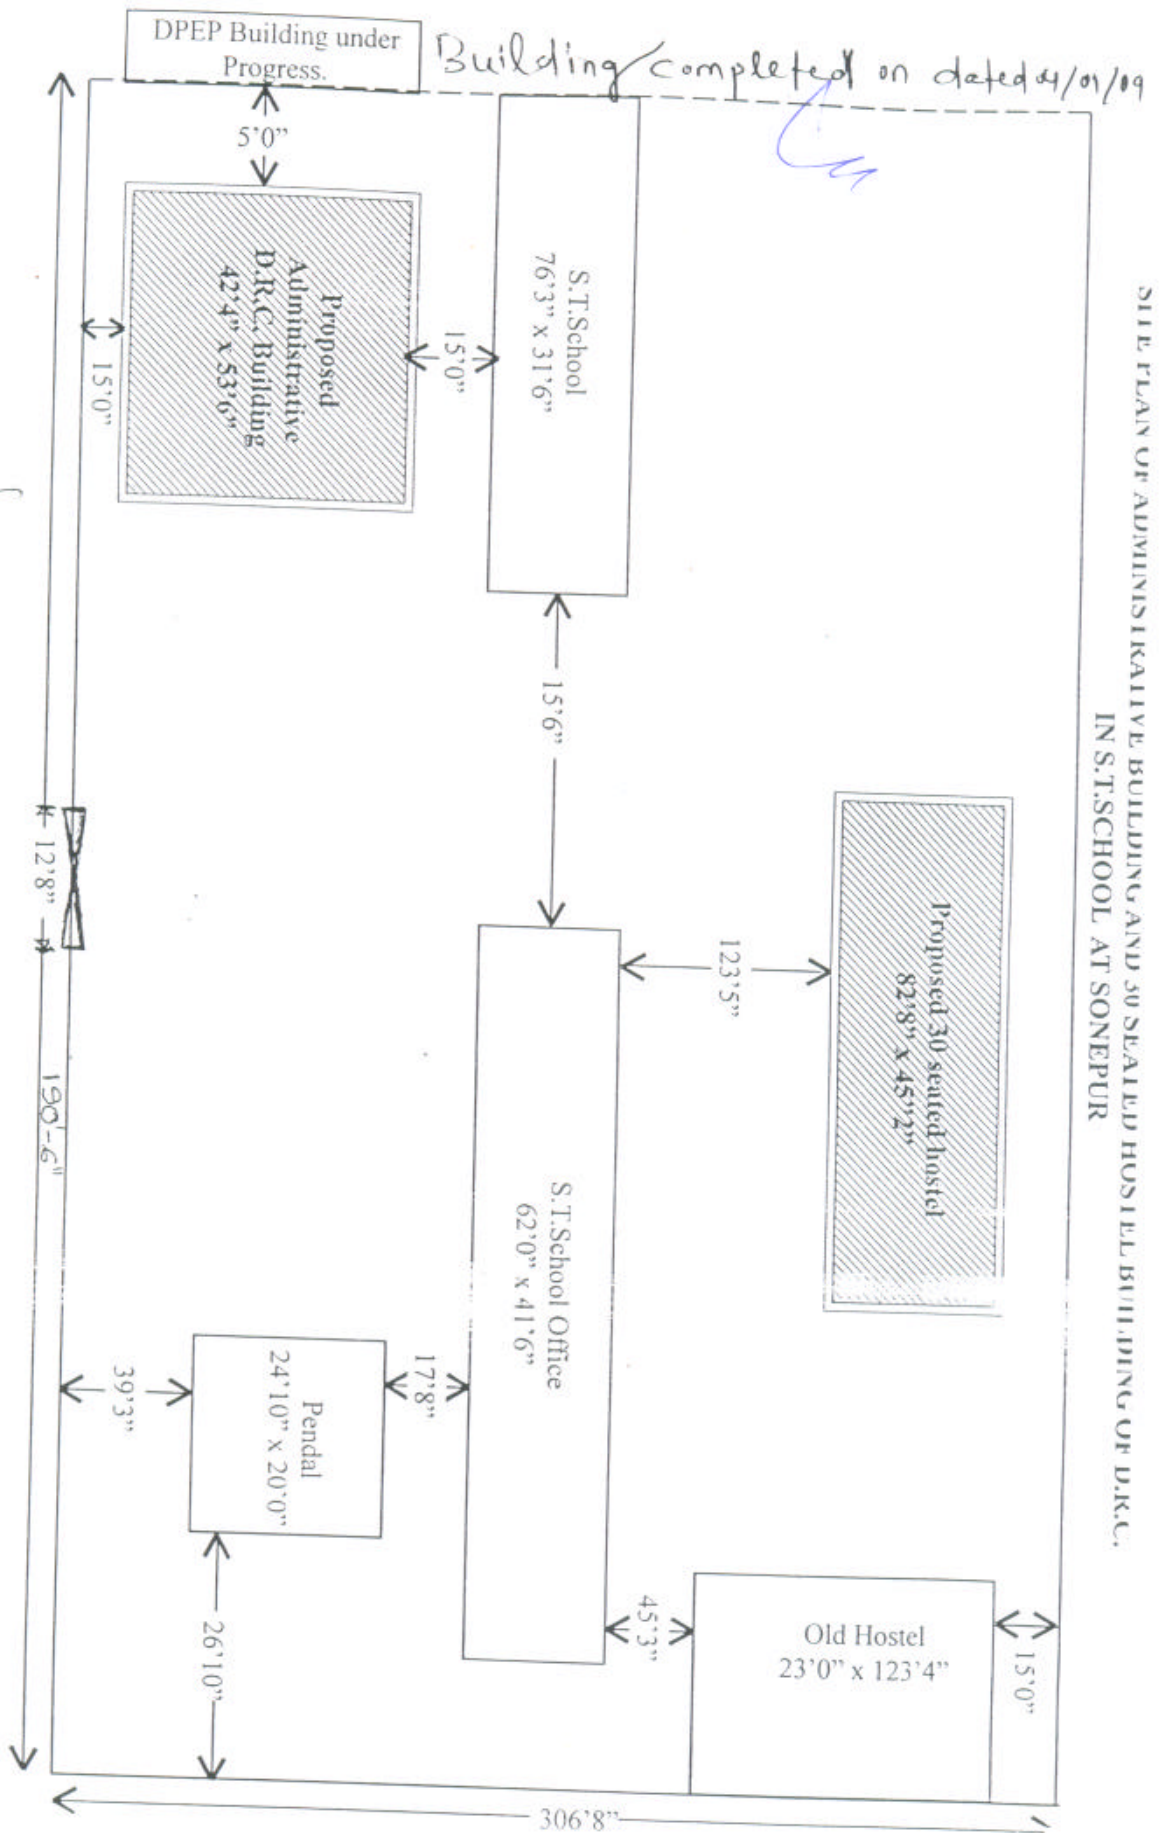 SITE PLAN OF ADMINISTRATIVE BUILDING AND 30 SEATED HOSTEL BUILDING OF D.R.C.
IN S.T.SCHOOL AT SONEPUR
DPEP Building under
Progress.
Building completed on dated 04/01/09
5'0"
Proposed
Administrative
D.R.C. Building
42'4" x 53'6"
15'0"
15'0"
S.T.School
76'3" x 31'6"
15'6"
Proposed 30 seated hostel
82'8" x 45"2"
123'5"
S.T.School Office
62'0" x 41'6"
12'8"
190'-6"
Pendal
24'10" x 20'0"
39'3"
17'8"
26'10"
45'3"
Old Hostel
23'0" x 123'4"
15'0"
306'8"